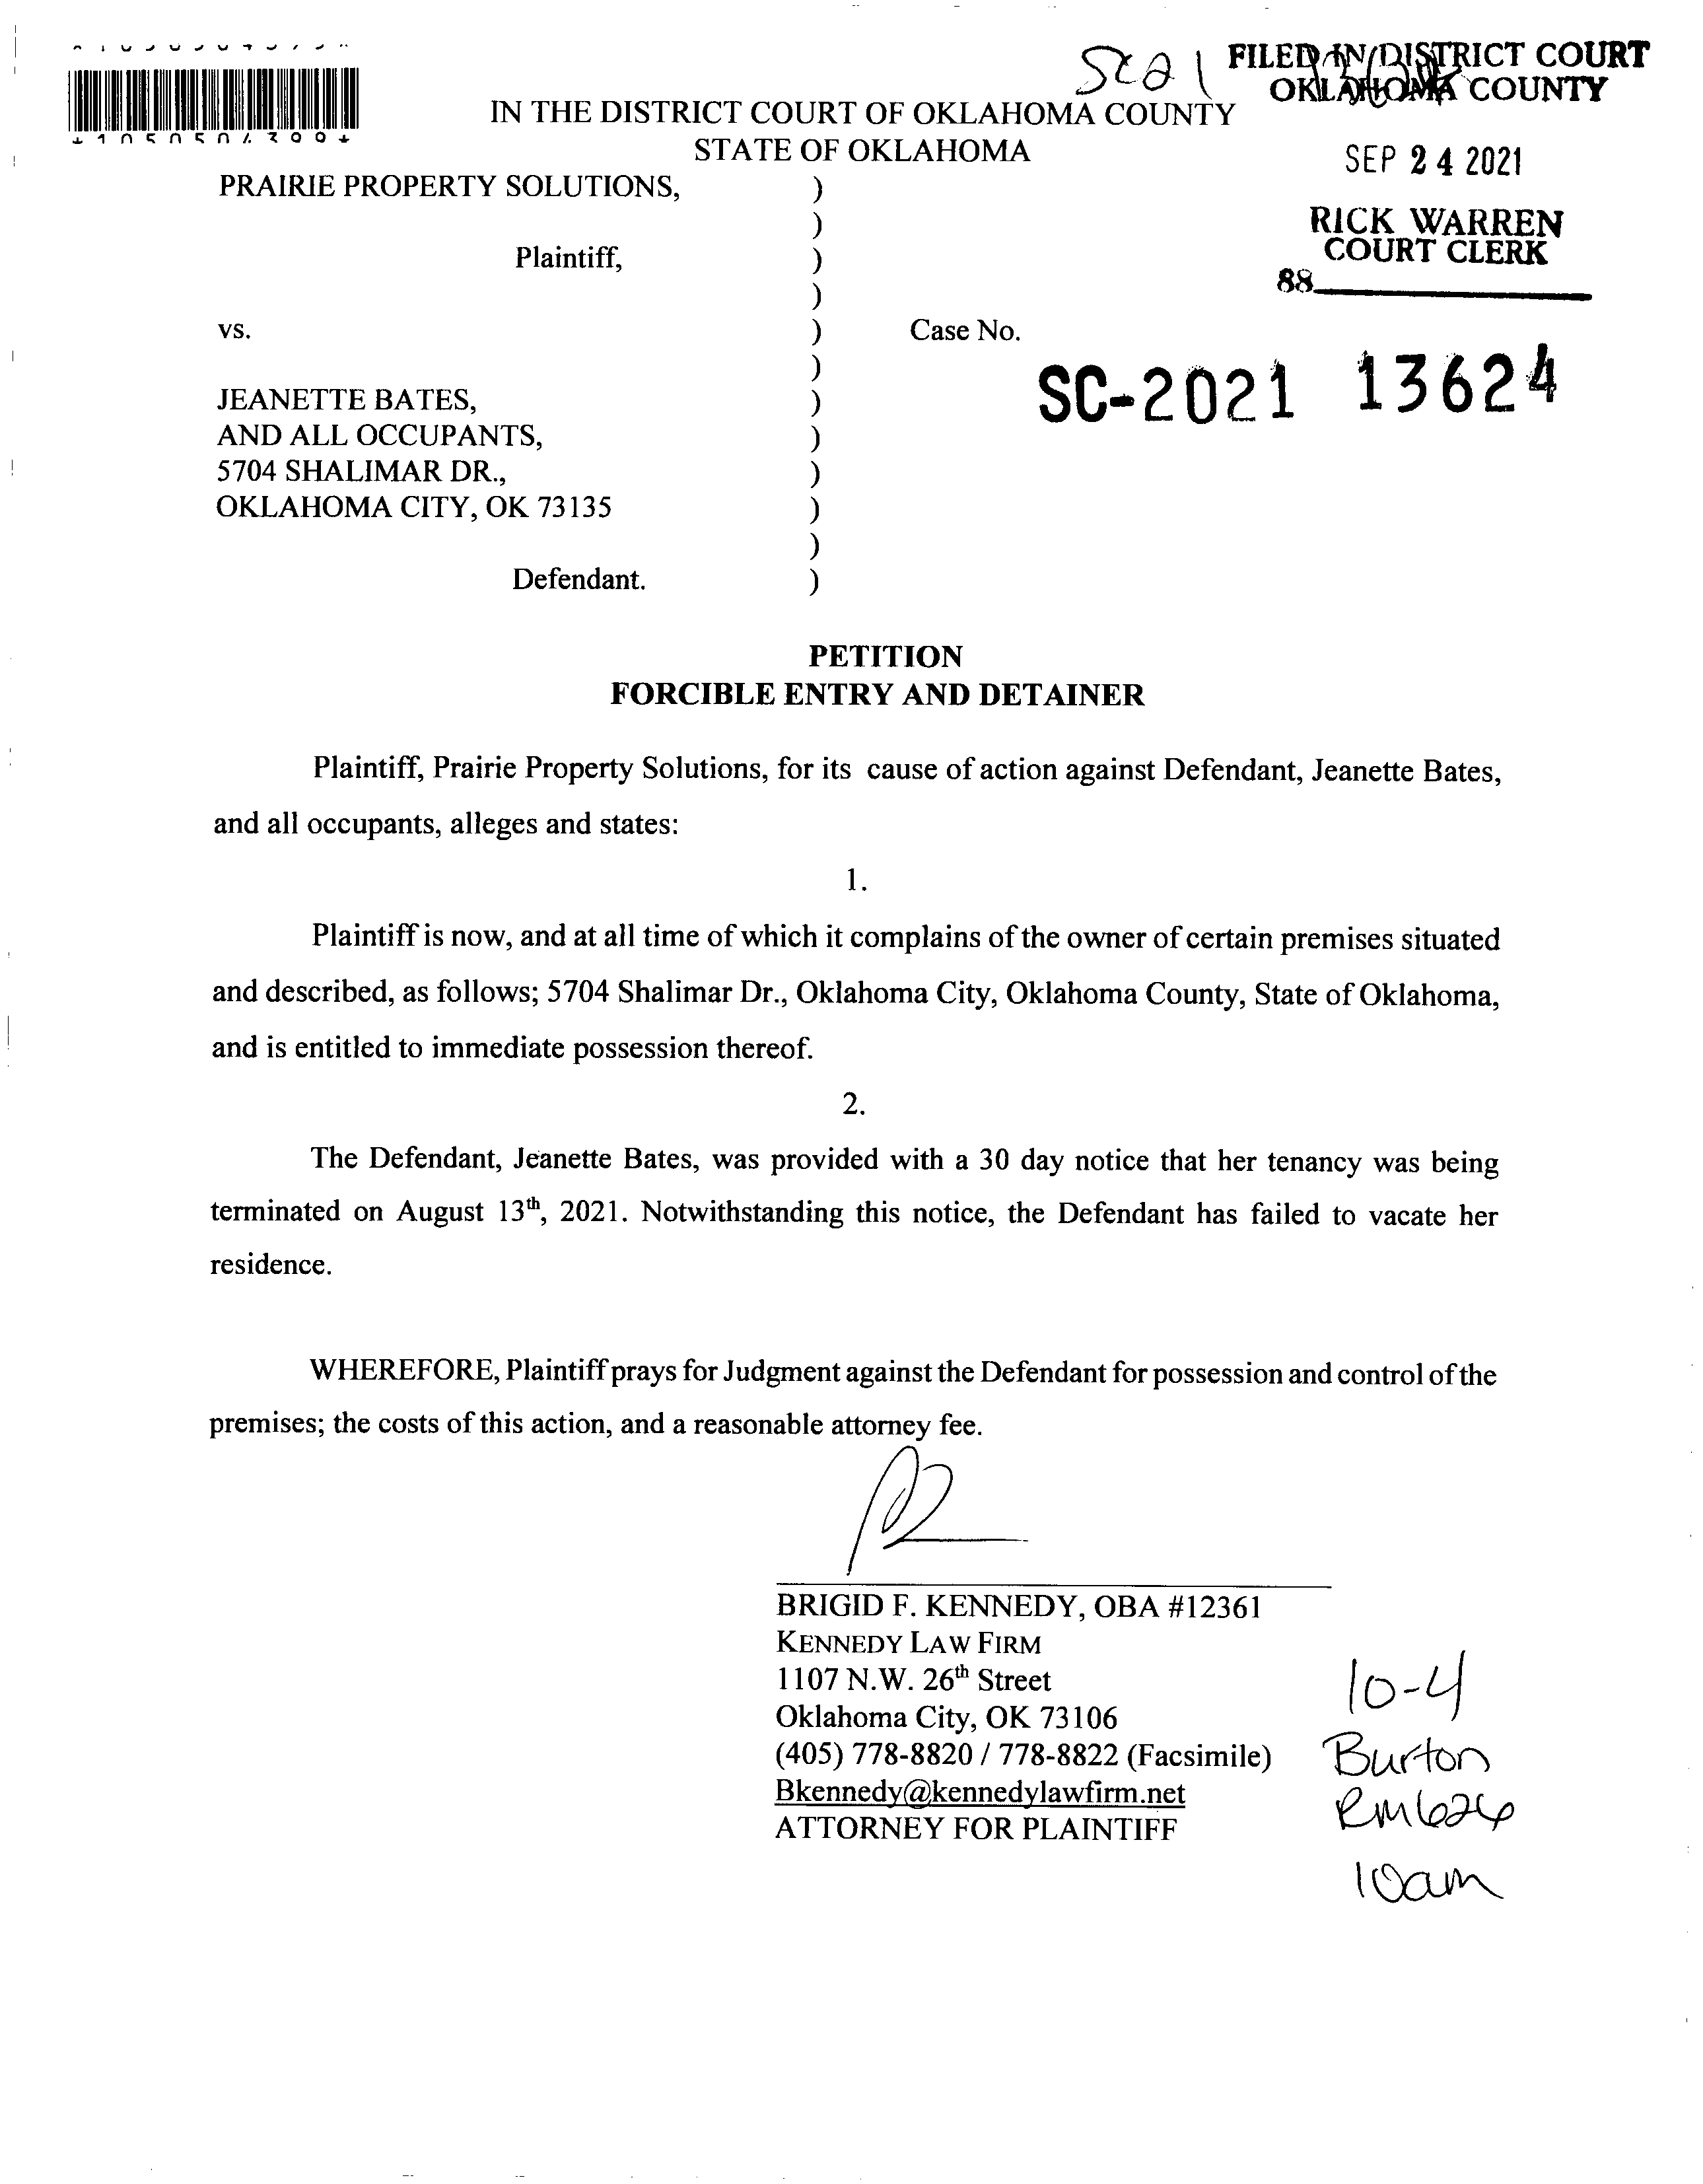 FILED IN DISTRICT COURT
OKLAHOMA COUNTY
IN THE DISTRICT COURT OF OKLAHOMA COUNTY
STATE OF OKLAHOMA
SEP 24 2021
RICK WARREN
COURT CLERK
88
PRAIRIE PROPERTY SOLUTIONS, )
)
Plaintiff, )
)
vs. ) Case No.
)
SC-2021 13624
JEANETTE BATES, )
AND ALL OCCUPANTS, )
5704 SHALIMAR DR., )
OKLAHOMA CITY, OK 73135 )
)
Defendant. )
PETITION
FORCIBLE ENTRY AND DETAINER
Plaintiff, Prairie Property Solutions, for its cause of action against Defendant, Jeanette Bates,
and all occupants, alleges and states:
1.
Plaintiff is now, and at all time of which it complains of the owner of certain premises situated
and described, as follows; 5704 Shalimar Dr., Oklahoma City, Oklahoma County, State of Oklahoma,
and is entitled to immediate possession thereof.
2.
The Defendant, Jeanette Bates, was provided with a 30 day notice that her tenancy was being
terminated on August 13th, 2021. Notwithstanding this notice, the Defendant has failed to vacate her
residence.
WHEREFORE, Plaintiff prays for Judgment against the Defendant for possession and control of the
premises; the costs of this action, and a reasonable attorney fee.
BRIGID F. KENNEDY, OBA #12361
KENNEDY LAW FIRM
1107 N.W. 26th Street
Oklahoma City, OK 73106
(405) 778-8820 / 778-8822 (Facsimile)
Bkennedy@kennedylawfirm.net
ATTORNEY FOR PLAINTIFF
10-4
Burton
Rm 626
10am